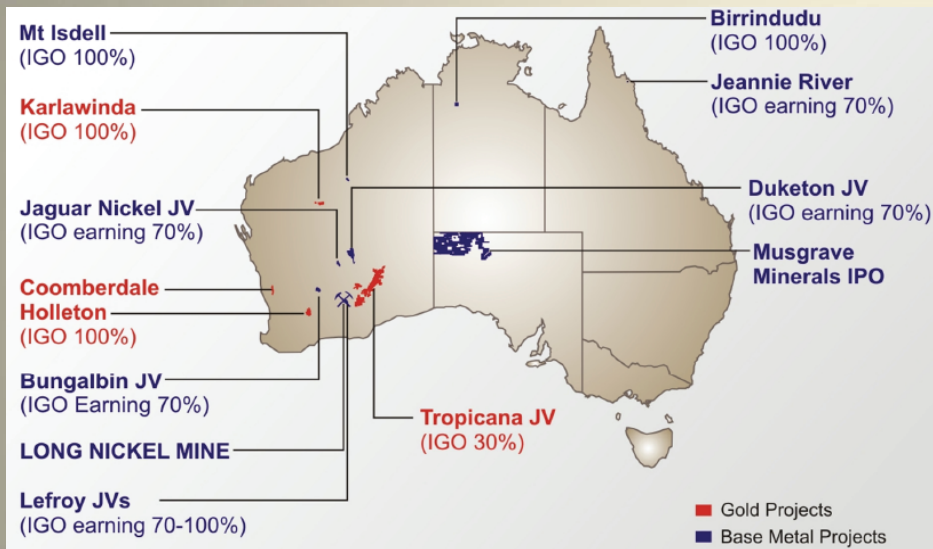 Mt Isdell
(IGO 100%)
Karlawinda
(IGO 100%)
Jaguar Nickel JV
(IGO earning 70%)
Coomberdale
Holleton
(IGO 100%)
Bungalbin JV
(IGO Earning 70%)
LONG NICKEL MINE
Lefroy JVs
(IGO earning 70-100%)
Birrindudu
(IGO 100%)
Jeannie River
(IGO earning 70%)
Duketon JV
(IGO earning 70%)
Musgrave
Minerals IPO
Tropicana JV
(IGO 30%)
Gold Projects
Base Metal Projects